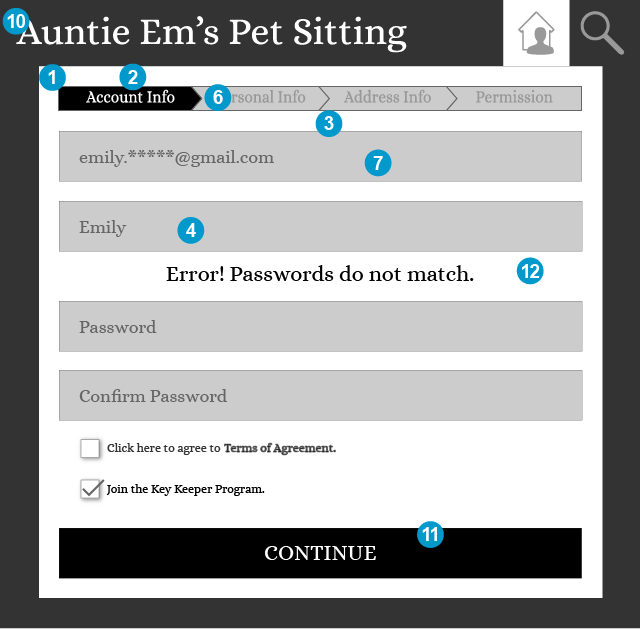 10 Auntie Em's Pet Sitting
1 2
Account Info 6 rsonal Info Address Info Permission
3
emily.*****@gmail.com 7
Emily 4
Error! Passwords do not match. 12
Password
Confirm Password
Click here to agree to Terms of Agreement.
Join the Key Keeper Program.
11
CONTINUE